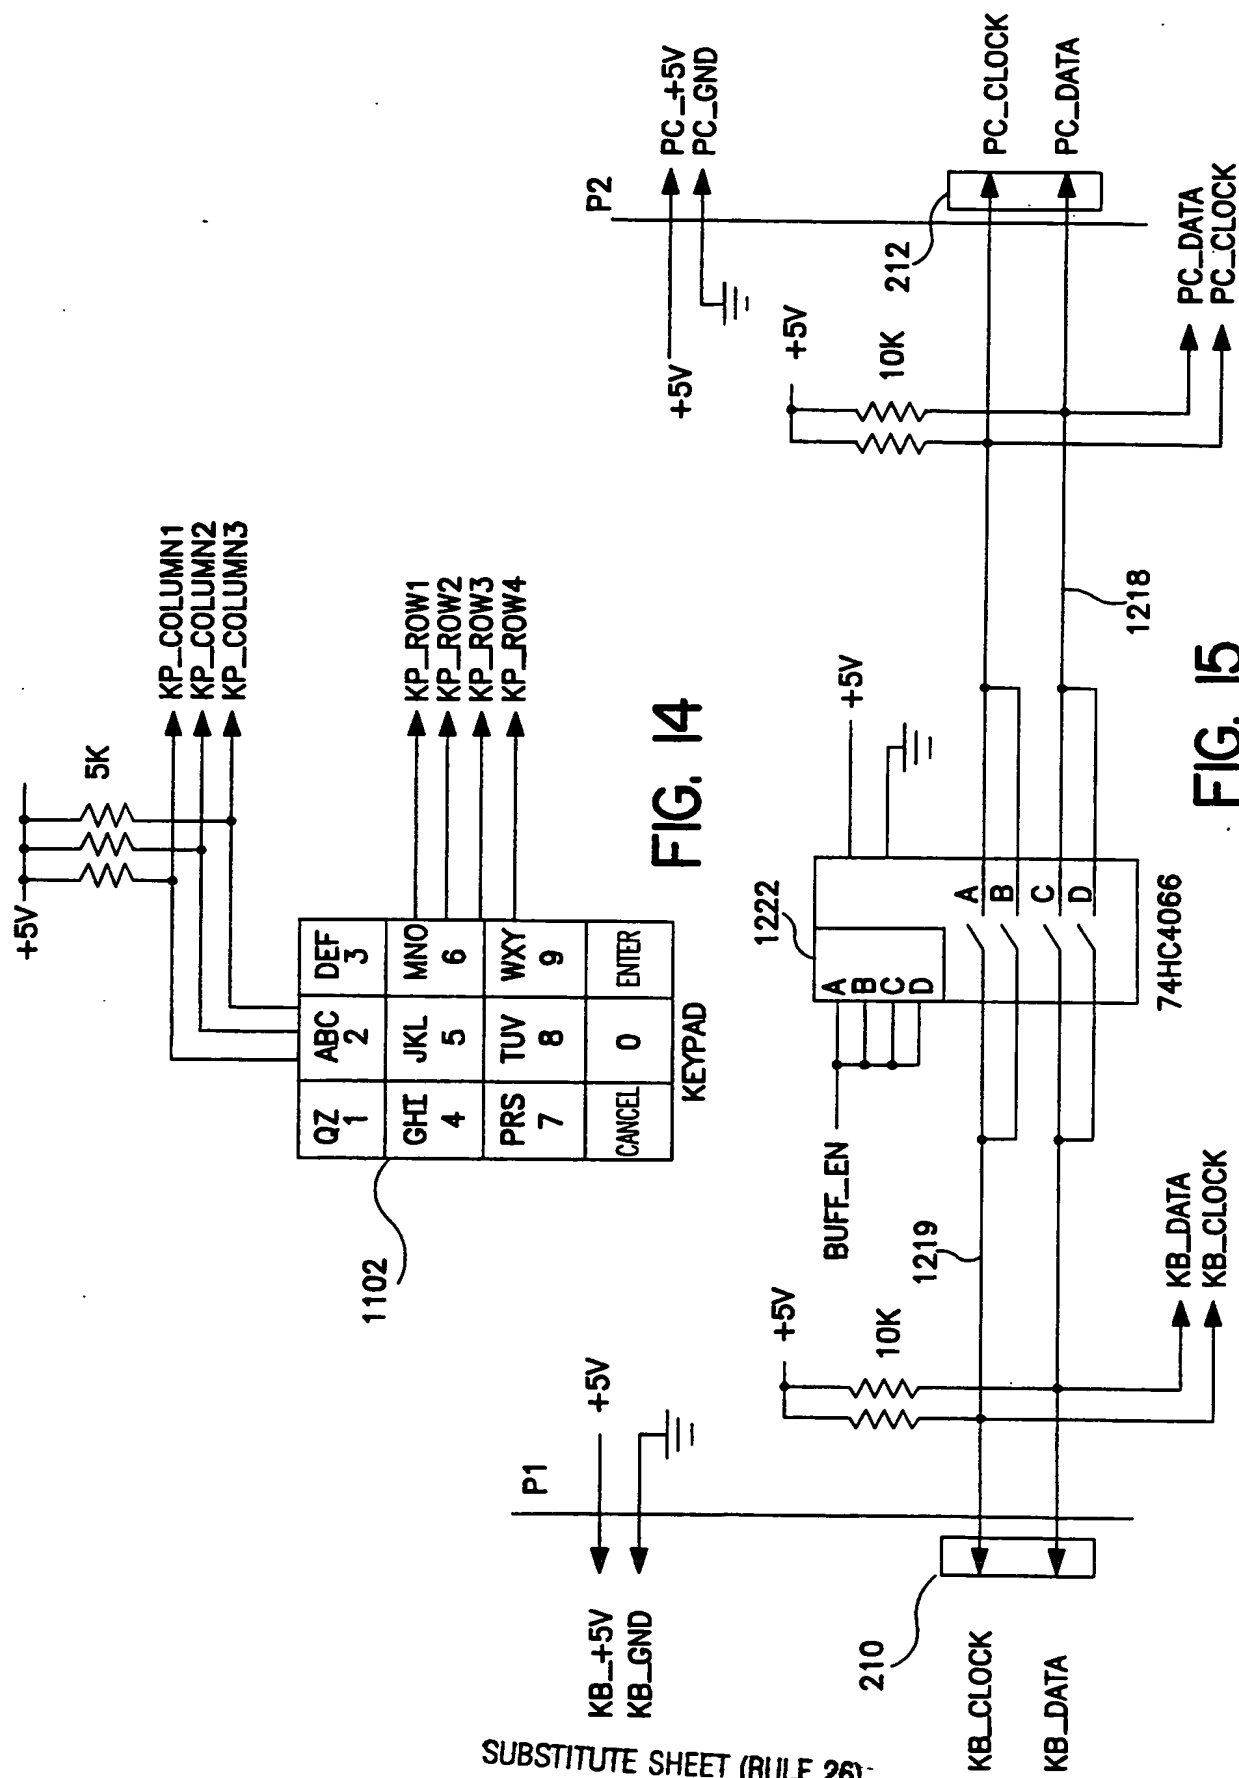 +5V
5K
KP_COLUMN1
KP_COLUMN2
KP_COLUMN3
1102
QZ
1
ABC
2
DEF
3
GHI
4
JKL
5
MNO
6
PRS
7
TUV
8
WXY
9
CANCEL
0
ENTER
KEYPAD
KP_ROW1
KP_ROW2
KP_ROW3
KP_ROW4
FIG. 14
P1
KB_+5V
+5V
KB_GND
P2
+5V
PC_+5V
PC_GND
+5V
10K
210
KB_CLOCK
KB_DATA
1219
KB_DATA
KB_CLOCK
BUFF_EN
1222
A
B
C
D
A
B
C
D
74HC4066
+5V
+5V
10K
212
PC_CLOCK
PC_DATA
1218
PC_DATA
PC_CLOCK
FIG. 15
SUBSTITUTE SHEET (RULE 26)